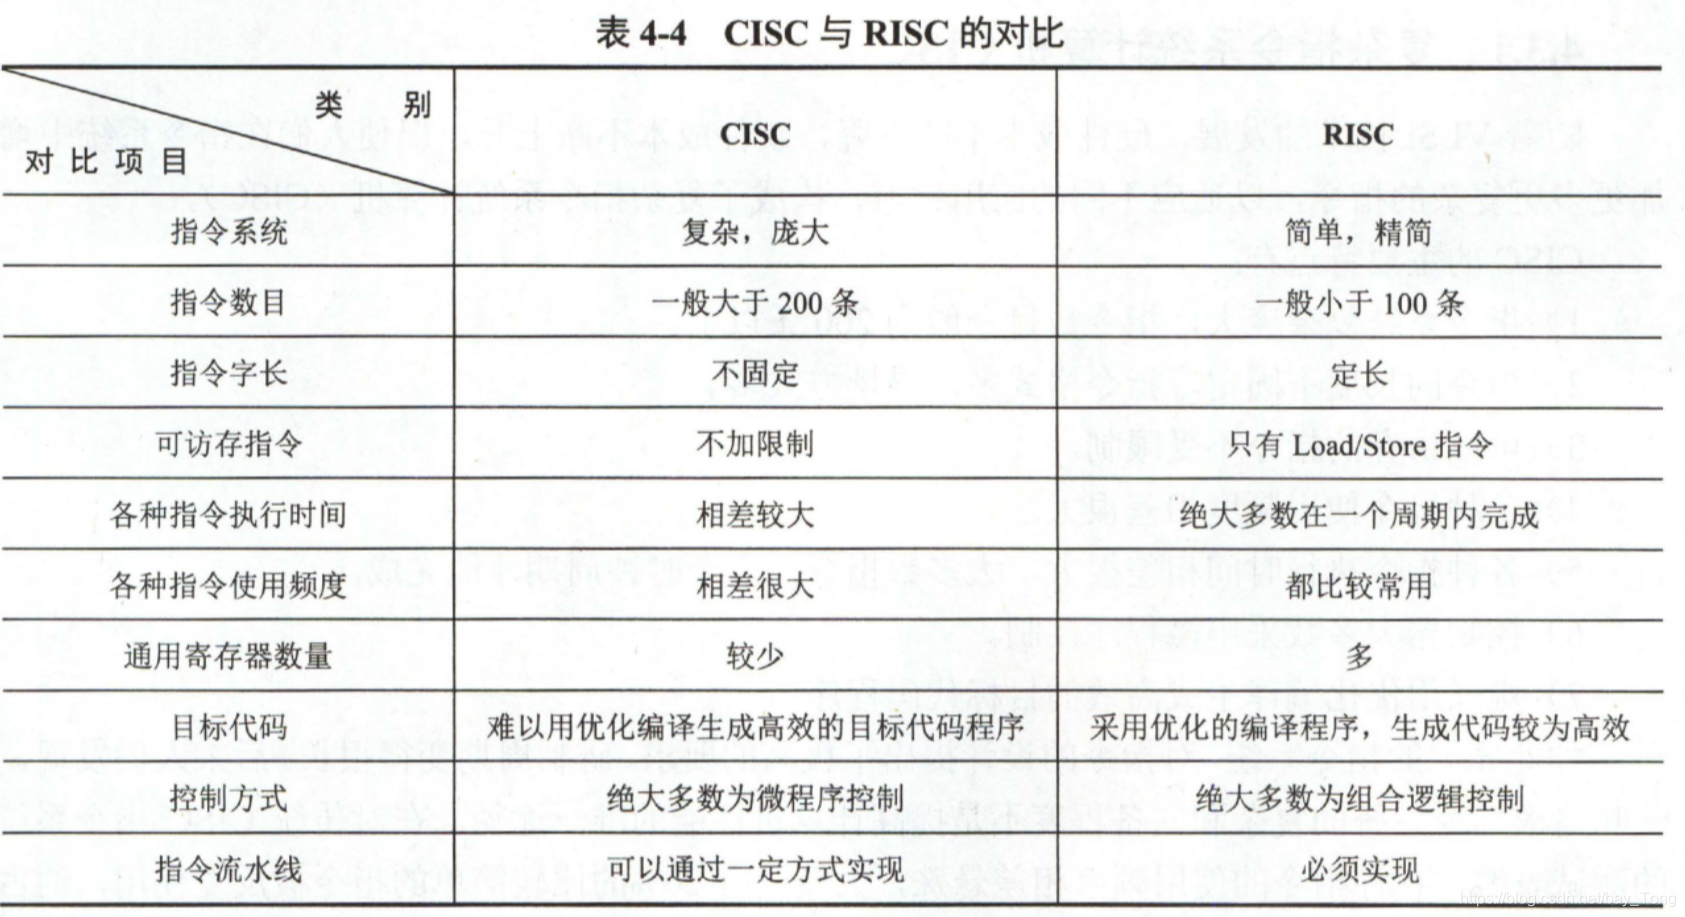 表 4-4 CISC 与 RISC 的对比
类 别
对 比 项 目
CISC
RISC
指令系统
复杂，庞大
简单，精简
指令数目
一般大于 200 条
一般小于 100 条
指令字长
不固定
定长
可访存指令
不加限制
只有 Load/Store 指令
各种指令执行时间
相差较大
绝大多数在一个周期内完成
各种指令使用频度
相差很大
都比较常用
通用寄存器数量
较少
多
目标代码
难以用优化编译生成高效的目标代码程序
采用优化的编译程序，生成代码较为高效
控制方式
绝大多数为微程序控制
绝大多数为组合逻辑控制
指令流水线
可以通过一定方式实现
必须实现
https://blog.csdn.net/bay_Tong